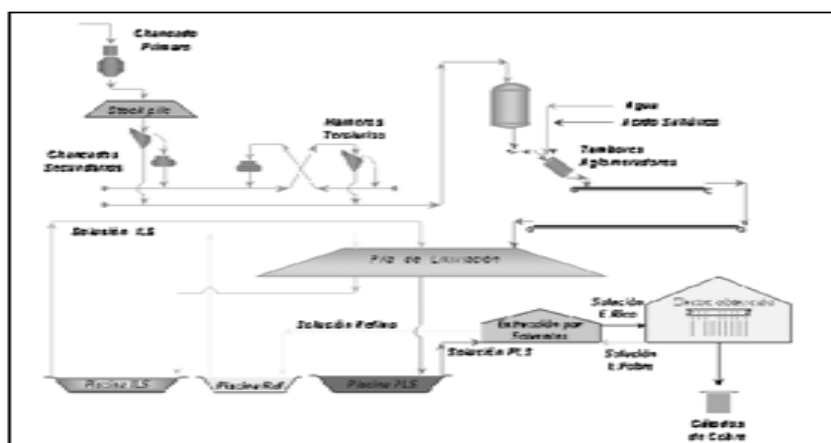 Chancado
Primario
Stock pile
Chancados
Secundarios
Harneros
Terciarios
Agua
Acido Sulfúrico
Tambores
Aglomeradores
Solución ILS
Pila de Lixiviación
Solución Refino
Solución PLS
Extracción por
Solventes
Solución
E.Rico
Solución
E.Pobre
Electroobtención
Piscina ILS
Piscina Ref
Piscina PLS
Cátodos
de Cobre